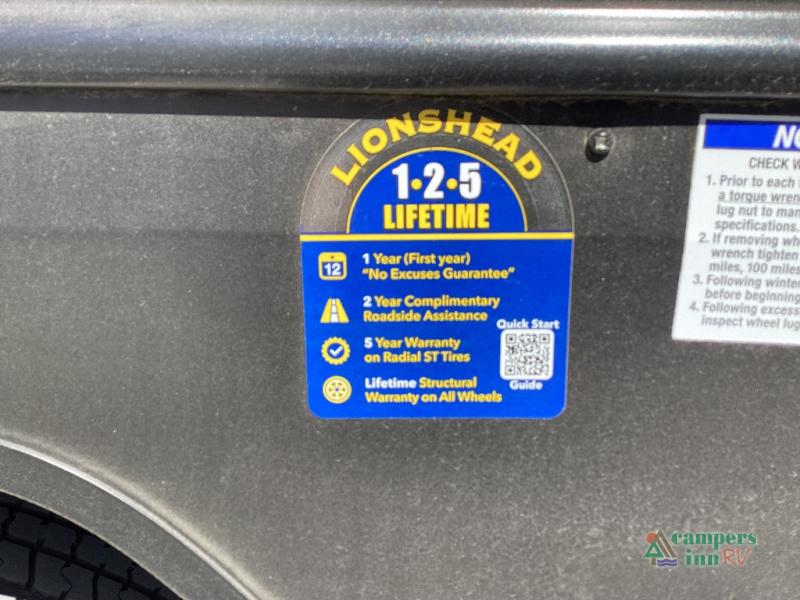 LIONSHEAD
1•2•5
LIFETIME
12
1 Year (First year)
"No Excuses Guarantee"
2 Year Complimentary
Roadside Assistance
5 Year Warranty
on Radial ST Tires
Quick Start
Guide
Lifetime Structural
Warranty on All Wheels
NO
CHECK W
1. Prior to each
a torque wren
lug nut to man
specifications.
2. If removing wh
wrench tighten
miles, 100 miles
3. Following winter
before beginning
4. Following excess
inspect wheel lug
campers
inn RV